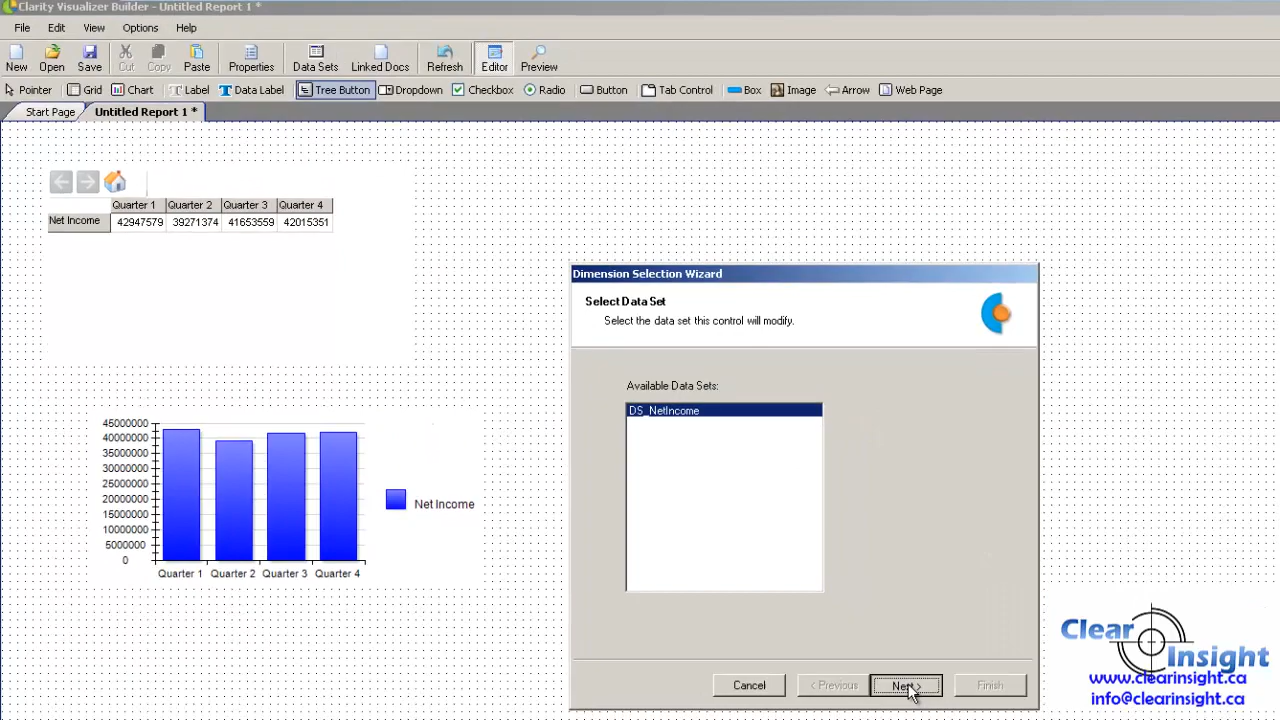 Clarity Visualizer Builder - Untitled Report 1 *
File Edit View Options Help
New Open Save Cut Copy Paste Properties Data Sets Linked Docs Refresh Editor Preview
Pointer Grid Chart Label Data Label Tree Button Dropdown Checkbox Radio Button Tab Control Box Image Arrow Web Page
Start Page Untitled Report 1 *
Quarter 1 Quarter 2 Quarter 3 Quarter 4
Net Income 42947579 39271374 41653559 42015351
Dimension Selection Wizard
Select Data Set
Select the data set this control will modify.
Available Data Sets:
DS_NetIncome
45000000
40000000
35000000
30000000
25000000
20000000
15000000
10000000
5000000
0
Net Income
Quarter 1 Quarter 2 Quarter 3 Quarter 4
Cancel < Previous Next > Finish
Clear
Insight
www.clearinsight.ca
info@clearinsight.ca